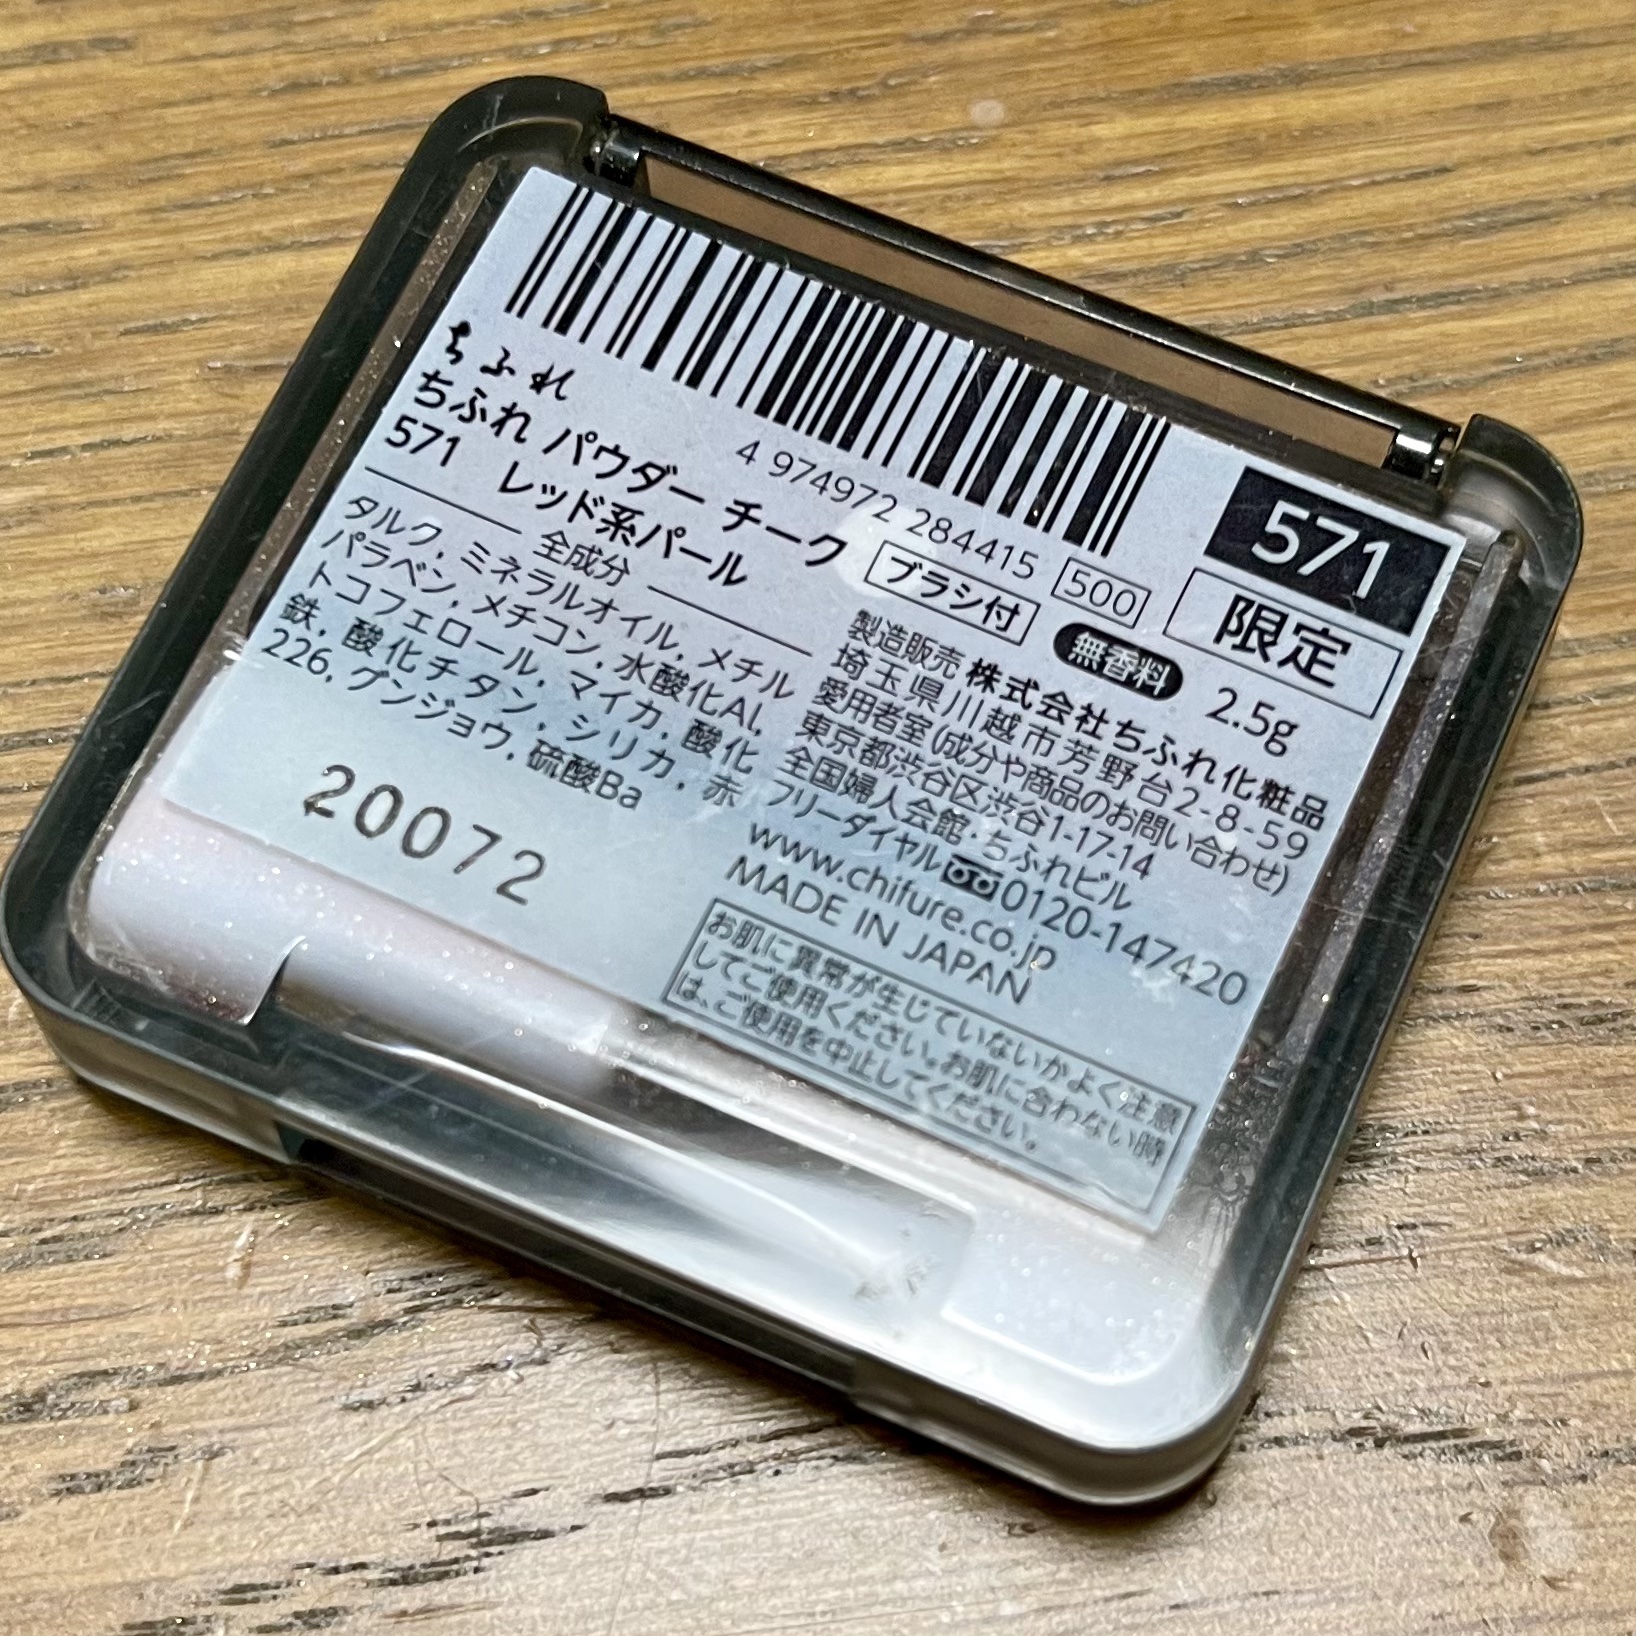 4 974972 284415
500
571
限定
ちふれ
ちふれ パウダー チーク
571 レッド系パール
ブラシ付
無香料 2.5g
全成分
タルク, ミネラルオイル, メチル
パラベン, メチコン, 水酸化Al,
トコフェロール, マイカ, 酸化
鉄, 酸化チタン, シリカ, 赤
226, グンジョウ, 硫酸Ba
20072
製造販売 株式会社ちふれ化粧品
埼玉県川越市芳野台2-8-59
愛用者室(成分や商品のお問い合わせ)
東京都渋谷区渋谷1-17-14
全国婦人会館・ちふれビル
フリーダイヤル0120-147420
www.chifure.co.jp
MADE IN JAPAN
お肌に異常が生じていないかよく注意
してご使用ください。お肌に合わない時
は、ご使用を中止してください。